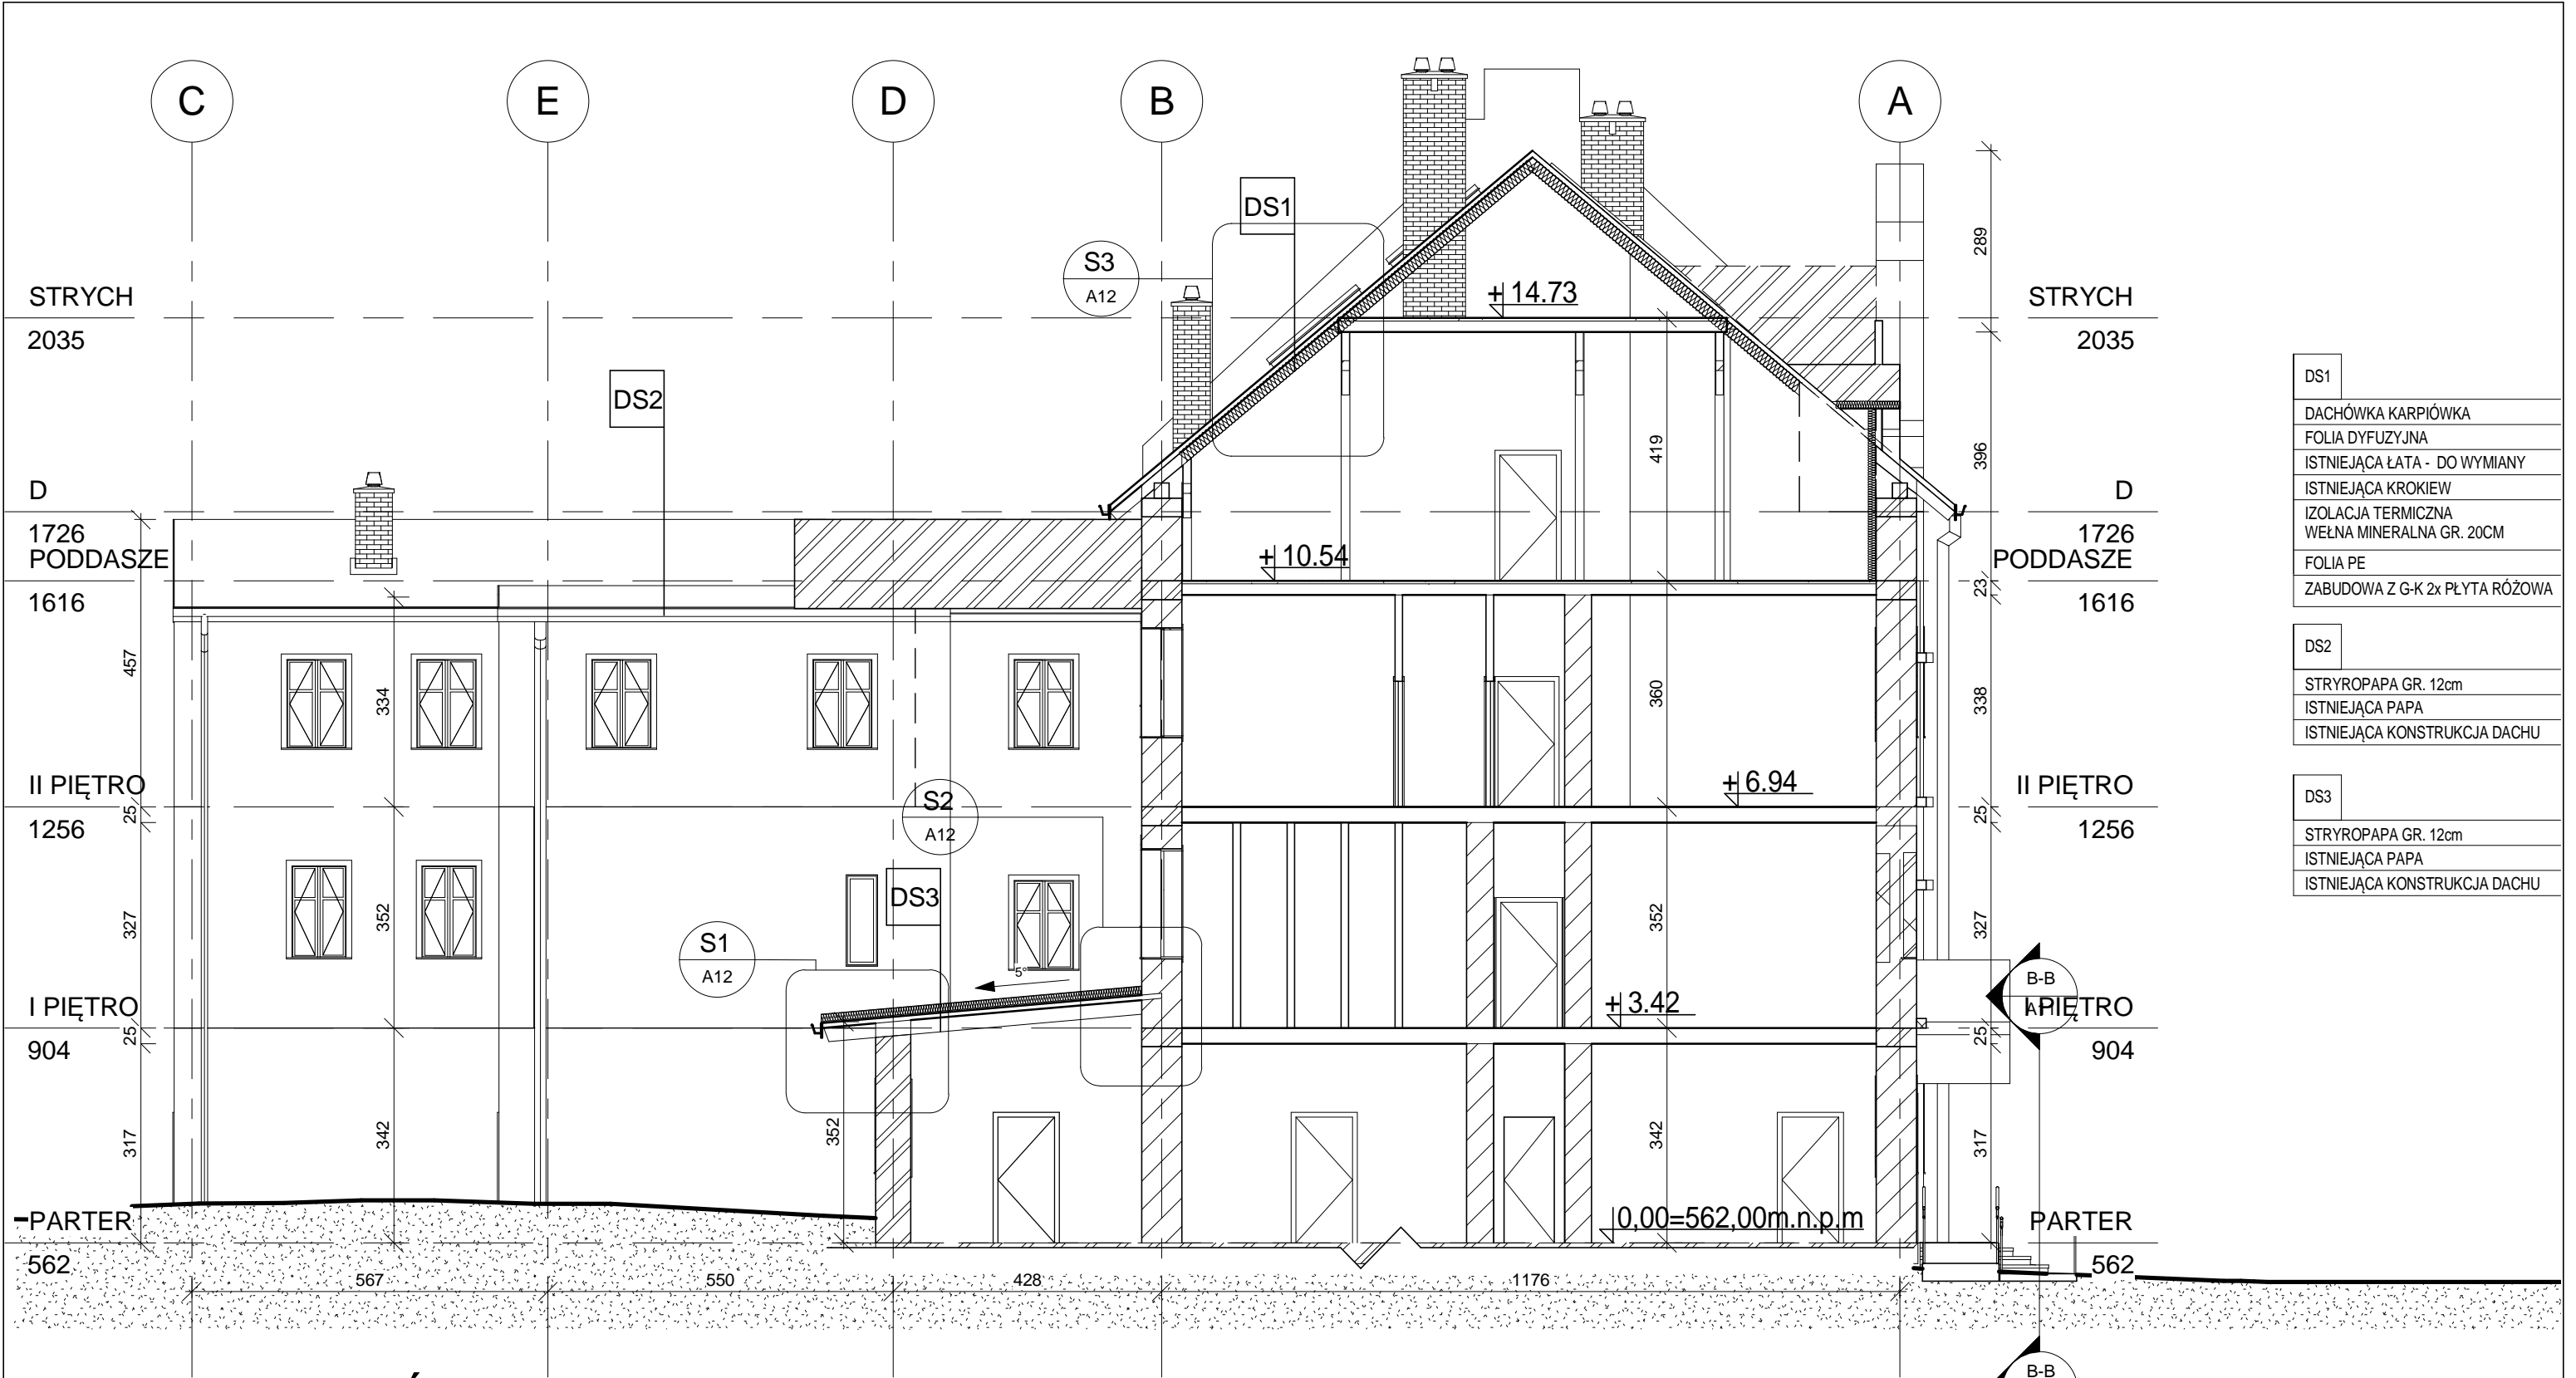 C
E
D
B
A
DS1
S3
A12
289
STRYCH
2035
+ 14.73
STRYCH
2035
DS2
419
396
D
1726
PODDASZE
1616
+ 10.54
D
1726
PODDASZE
1616
23
457
334
360
338
II PIĘTRO
1256
25
S2
A12
+ 6.94
II PIĘTRO
1256
25
327
352
DS3
352
327
S1
A12
5°
I PIĘTRO
904
25
+ 3.42
B-B
I PIĘTRO
904
25
317
342
352
342
317
PARTER
562
0,00=562,00m.n.p.m
PARTER
562
567
550
428
1176
B-B
DS1
DACHÓWKA KARPIÓWKA
FOLIA DYFUZYJNA
ISTNIEJĄCA ŁATA - DO WYMIANY
ISTNIEJĄCA KROKIEW
IZOLACJA TERMICZNA
WEŁNA MINERALNA GR. 20CM
FOLIA PE
ZABUDOWA Z G-K 2x PŁYTA RÓŻOWA
DS2
STRYROPAPA GR. 12cm
ISTNIEJĄCA PAPA
ISTNIEJĄCA KONSTRUKCJA DACHU
DS3
STRYROPAPA GR. 12cm
ISTNIEJĄCA PAPA
ISTNIEJĄCA KONSTRUKCJA DACHU